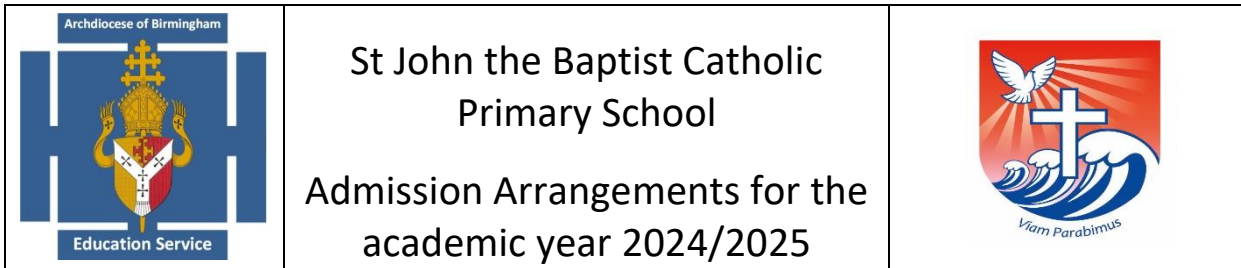 Archdiocese of Birmingham
Education Service
St John the Baptist Catholic
Primary School
Admission Arrangements for the
academic year 2024/2025
Viam Parabimus